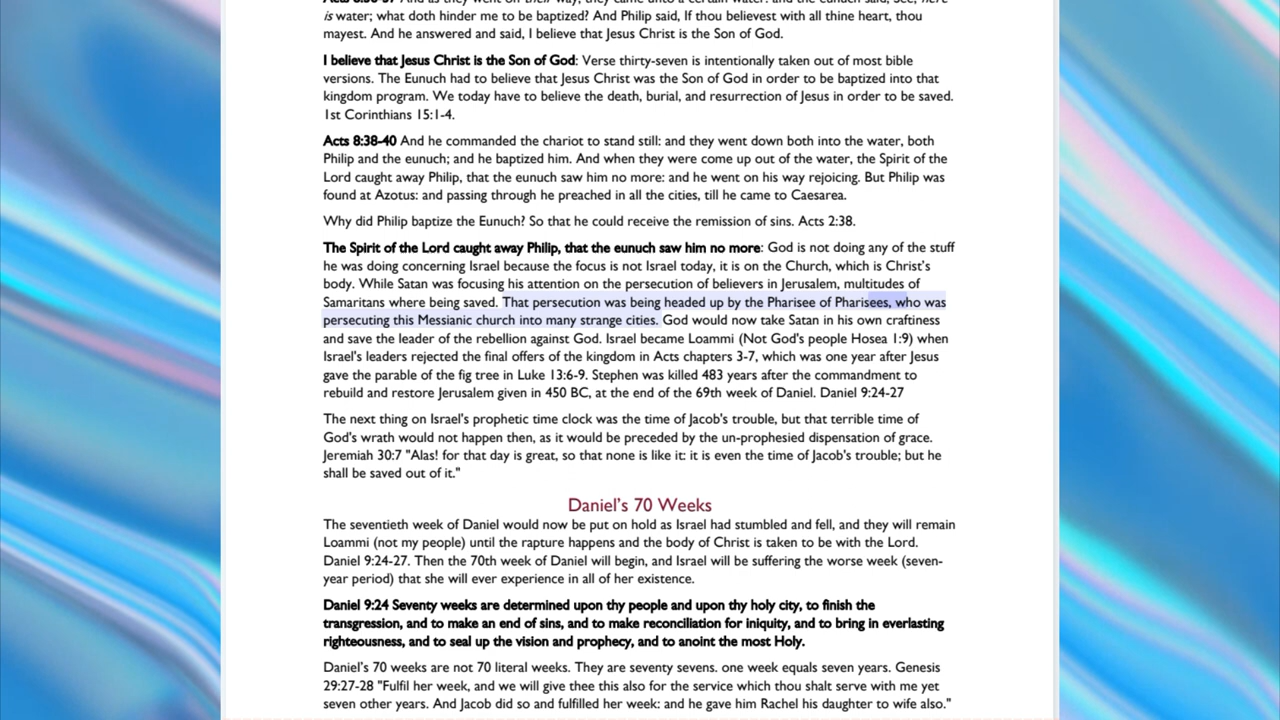 Acts 8:36-37 And as they went on their way, they came unto a certain water: and the eunuch said, See, here
is water; what doth hinder me to be baptized? And Philip said, If thou believest with all thine heart, thou
mayest. And he answered and said, I believe that Jesus Christ is the Son of God.
I believe that Jesus Christ is the Son of God: Verse thirty-seven is intentionally taken out of most bible
versions. The Eunuch had to believe that Jesus Christ was the Son of God in order to be baptized into that
kingdom program. We today have to believe the death, burial, and resurrection of Jesus in order to be saved.
1st Corinthians 15:1-4.
Acts 8:38-40 And he commanded the chariot to stand still: and they went down both into the water, both
Philip and the eunuch; and he baptized him. And when they were come up out of the water, the Spirit of the
Lord caught away Philip, that the eunuch saw him no more: and he went on his way rejoicing. But Philip was
found at Azotus: and passing through he preached in all the cities, till he came to Caesarea.
Why did Philip baptize the Eunuch? So that he could receive the remission of sins. Acts 2:38.
The Spirit of the Lord caught away Philip, that the eunuch saw him no more: God is not doing any of the stuff
he was doing concerning Israel because the focus is not Israel today, it is on the Church, which is Christ's
body. While Satan was focusing his attention on the persecution of believers in Jerusalem, multitudes of
Samaritans where being saved. That persecution was being headed up by the Pharisee of Pharisees, who was
persecuting this Messianic church into many strange cities. God would now take Satan in his own craftiness
and save the leader of the rebellion against God. Israel became Loammi (Not God's people Hosea 1:9) when
Israel's leaders rejected the final offers of the kingdom in Acts chapters 3-7, which was one year after Jesus
gave the parable of the fig tree in Luke 13:6-9. Stephen was killed 483 years after the commandment to
rebuild and restore Jerusalem given in 450 BC, at the end of the 69th week of Daniel. Daniel 9:24-27
The next thing on Israel's prophetic time clock was the time of Jacob's trouble, but that terrible time of
God's wrath would not happen then, as it would be preceded by the un-prophesied dispensation of grace.
Jeremiah 30:7 "Alas! for that day is great, so that none is like it: it is even the time of Jacob's trouble; but he
shall be saved out of it."
Daniel's 70 Weeks
The seventieth week of Daniel would now be put on hold as Israel had stumbled and fell, and they will remain
Loammi (not my people) until the rapture happens and the body of Christ is taken to be with the Lord.
Daniel 9:24-27. Then the 70th week of Daniel will begin, and Israel will be suffering the worse week (seven-
year period) that she will ever experience in all of her existence.
Daniel 9:24 Seventy weeks are determined upon thy people and upon thy holy city, to finish the
transgression, and to make an end of sins, and to make reconciliation for iniquity, and to bring in everlasting
righteousness, and to seal up the vision and prophecy, and to anoint the most Holy.
Daniel's 70 weeks are not 70 literal weeks. They are seventy sevens. one week equals seven years. Genesis
29:27-28 "Fulfil her week, and we will give thee this also for the service which thou shalt serve with me yet
seven other years. And Jacob did so and fulfilled her week: and he gave him Rachel his daughter to wife also."